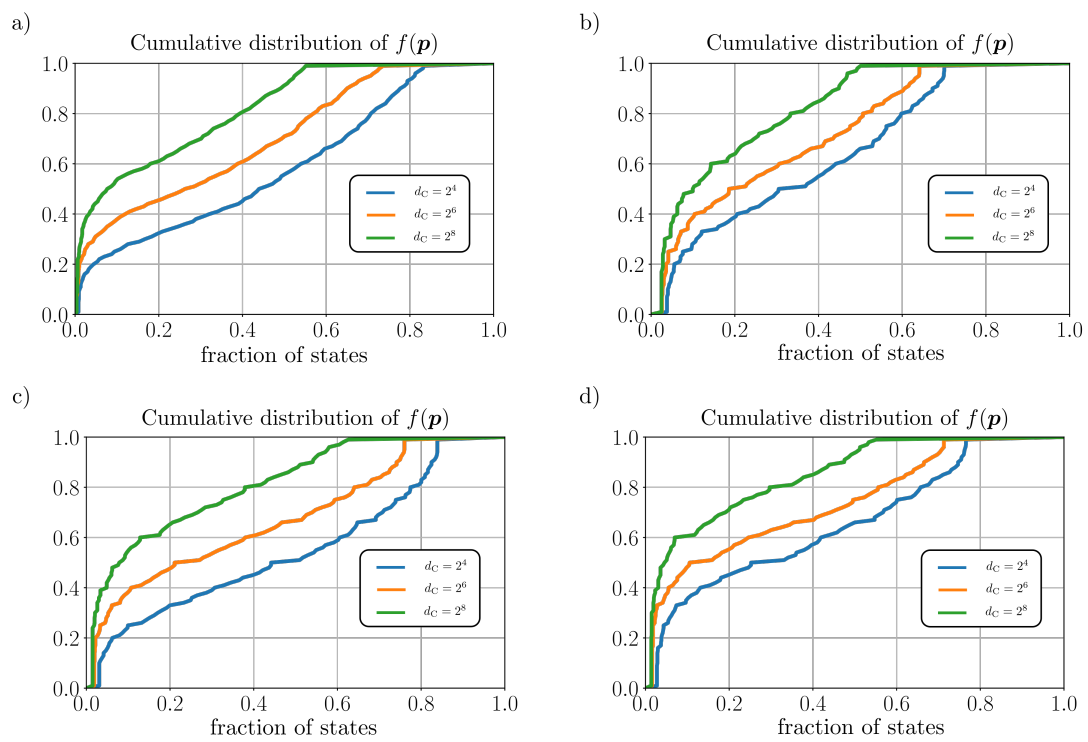 a)
Cumulative distribution of f(p)
1.0
0.8
0.6
0.4
0.2
0.0
0.0 0.2 0.4 0.6 0.8 1.0
fraction of states
d_C = 2^4
d_C = 2^6
d_C = 2^8
b)
Cumulative distribution of f(p)
1.0
0.8
0.6
0.4
0.2
0.0
0.0 0.2 0.4 0.6 0.8 1.0
fraction of states
d_C = 2^4
d_C = 2^6
d_C = 2^8
c)
Cumulative distribution of f(p)
1.0
0.8
0.6
0.4
0.2
0.0
0.0 0.2 0.4 0.6 0.8 1.0
fraction of states
d_C = 2^4
d_C = 2^6
d_C = 2^8
d)
Cumulative distribution of f(p)
1.0
0.8
0.6
0.4
0.2
0.0
0.0 0.2 0.4 0.6 0.8 1.0
fraction of states
d_C = 2^4
d_C = 2^6
d_C = 2^8